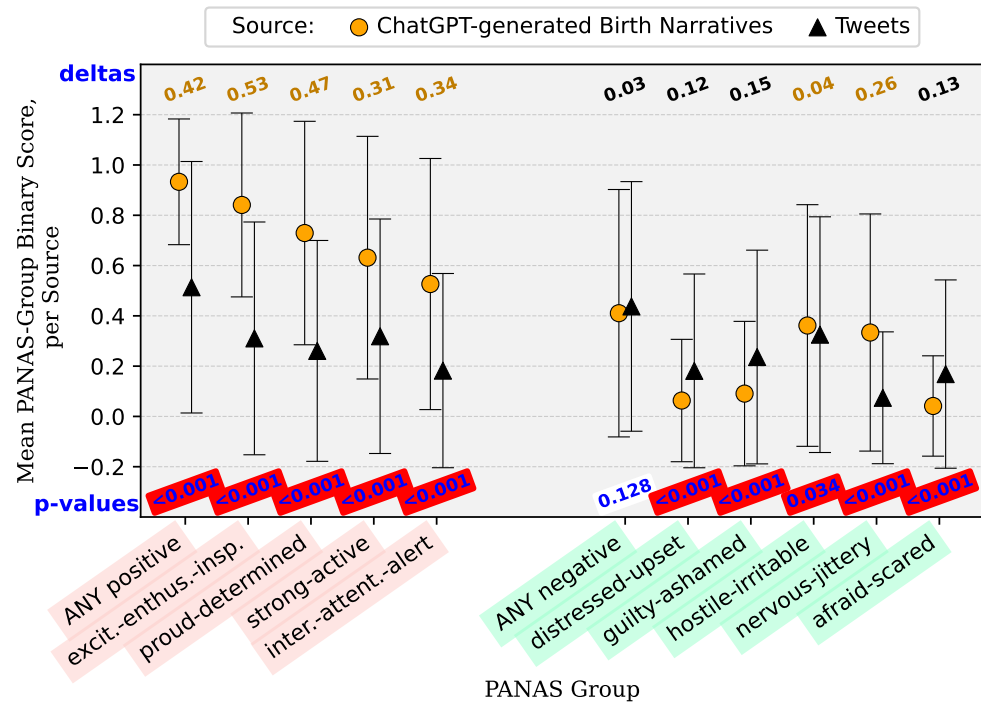 Source: ChatGPT-generated Birth Narratives Tweets
deltas
0.42 0.53 0.47 0.31 0.34 0.03 0.12 0.15 0.04 0.26 0.13
Mean PANAS-Group Binary Score,
per Source
1.2
1.0
0.8
0.6
0.4
0.2
0.0
−0.2
p-values
<0.001 <0.001 <0.001 <0.001 <0.001 0.128 <0.001 <0.001 0.034 <0.001 <0.001
ANY positive
excit.-enthus.-insp.
proud-determined
strong-active
inter.-attent.-alert
ANY negative
distressed-upset
guilty-ashamed
hostile-irritable
nervous-jittery
afraid-scared
PANAS Group